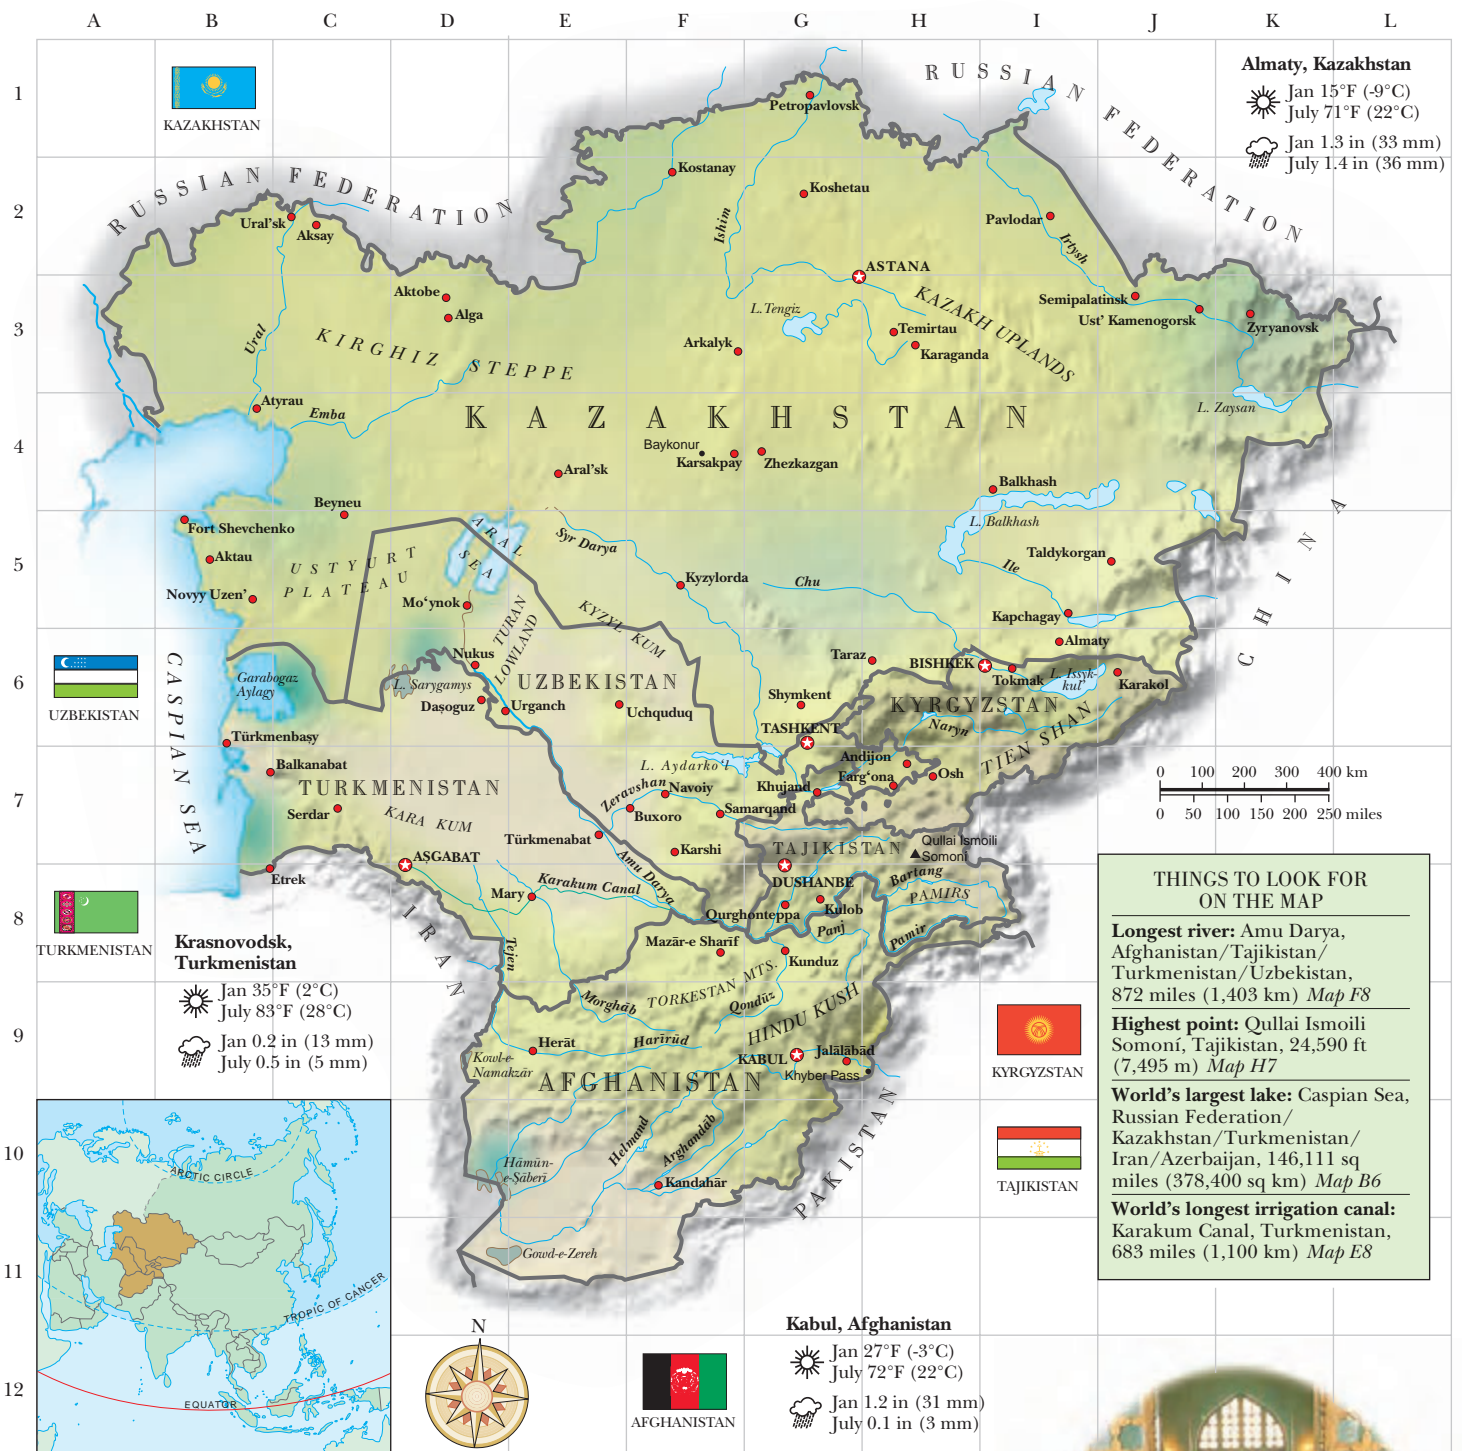 A B C D E F G H I J K L
1
2
3
4
5
6
7
8
9
10
11
12
KAZAKHSTAN
UZBEKISTAN
TURKMENISTAN
KYRGYZSTAN
TAJIKISTAN
AFGHANISTAN
Almaty, Kazakhstan
Jan 15°F (-9°C)
July 71°F (22°C)
Jan 1.3 in (33 mm)
July 1.4 in (36 mm)
RUSSIAN FEDERATION
RUSSIAN FEDERATION
Petropavlovsk
Kostanay
Koshetau
Ishim
Pavlodar
Irtysh
Ural'sk
Aksay
ASTANA
Aktobe
Alga
KAZAKH UPLANDS
L. Tengiz
Semipalatinsk
Ust' Kamenogorsk
Zyryanovsk
Ural
KIRGHIZ STEPPE
Arkalyk
Temirtau
Karaganda
Atyrau
Emba
KAZAKHSTAN
L. Zaysan
Baykonur
Karsakpay
Zhezkazgan
Aral'sk
Balkhash
Beyneu
Fort Shevchenko
L. Balkhash
ARAL SEA
Syr Darya
Aktau
USTYURT PLATEAU
Taldykorgan
Ile
Chu
Kyzylorda
Novyy Uzen'
Mo‘ynok
TURAN LOWLAND
KYZYL KUM
Kapchagay
Almaty
CHINA
Nukus
Taraz
BISHKEK
Tokmak
L. Issyk-
kul'
Karakol
Garabogaz
Aylagy
L. Sarygamys
UZBEKISTAN
Shymkent
KYRGYZSTAN
Daşoguz
Urganch
Uchquduq
TASHKENT
Naryn
TIEN SHAN
CASPIAN SEA
Türkmenbaşy
Balkanabat
L. Aydarko‘l
Andijon
Farg‘ona
Osh
TURKMENISTAN
Zeravshan
Navoiy
Khujand
Serdar
KARA KUM
Buxoro
Samarqand
Türkmenabat
Karshi
TAJIKISTAN
Qullai Ismoili
Somoni
AŞGABAT
Amu Darya
DUSHANBE
Bartang
Etrek
Mary
Karakum Canal
PAMIRS
Qurghonteppa
Kulob
Panj
Pamir
IRAN
Tejen
Mazār-e Sharīf
Kunduz
TORKESTAN MTS.
Morghāb
Qondūz
HINDU KUSH
Herāt
Harīrūd
KABUL
Jalālābād
Kowl-e-
Namakzār
Khyber Pass
AFGHANISTAN
Helmand
Arghandāb
PAKISTAN
Hāmūn-
e-Şāberī
Kandahār
Gowd-e-Zereh
0 100 200 300 400 km
0 50 100 150 200 250 miles
Krasnovodsk,
Turkmenistan
Jan 35°F (2°C)
July 83°F (28°C)
Jan 0.2 in (13 mm)
July 0.5 in (5 mm)
THINGS TO LOOK FOR
ON THE MAP
Longest river: Amu Darya,
Afghanistan/Tajikistan/
Turkmenistan/Uzbekistan,
872 miles (1,403 km) Map F8
Highest point: Qullai Ismoili
Somoní, Tajikistan, 24,590 ft
(7,495 m) Map H7
World's largest lake: Caspian Sea,
Russian Federation/
Kazakhstan/Turkmenistan/
Iran/Azerbaijan, 146,111 sq
miles (378,400 sq km) Map B6
World's longest irrigation canal:
Karakum Canal, Turkmenistan,
683 miles (1,100 km) Map E8
ARCTIC CIRCLE
TROPIC OF CANCER
EQUATOR
N
Kabul, Afghanistan
Jan 27°F (-3°C)
July 72°F (22°C)
Jan 1.2 in (31 mm)
July 0.1 in (3 mm)